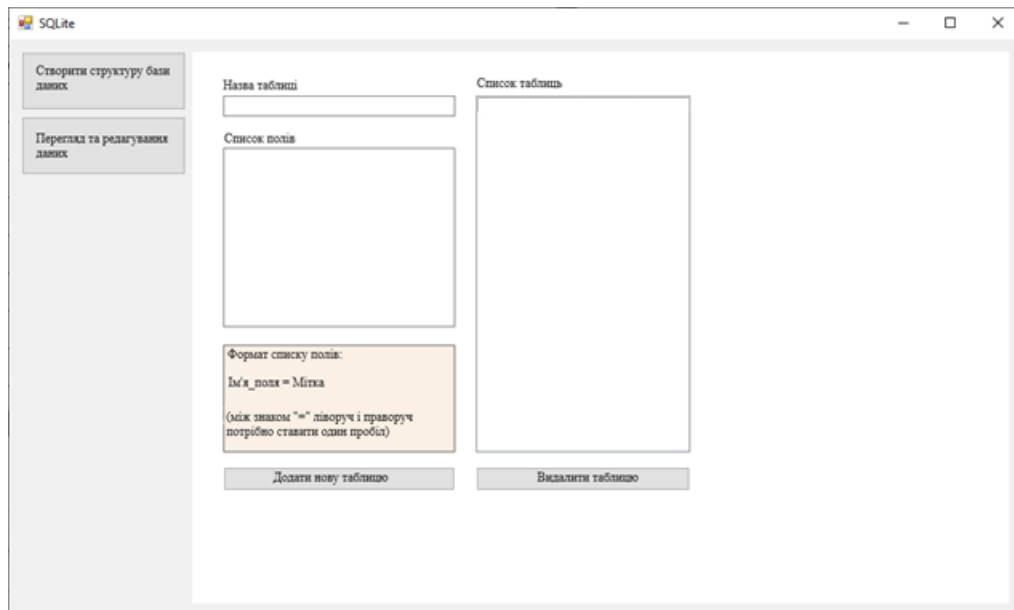 SQLite
Створити структуру бази
даних
Перегляд та редагування
даних
Назва таблиці
Список полів
Формат списку полів:
Ім'я_поля = Мітка
(між знаком "=" ліворуч і праворуч
потрібно ставити один пробіл)
Додати нову таблицю
Список таблиць
Видалити таблицю